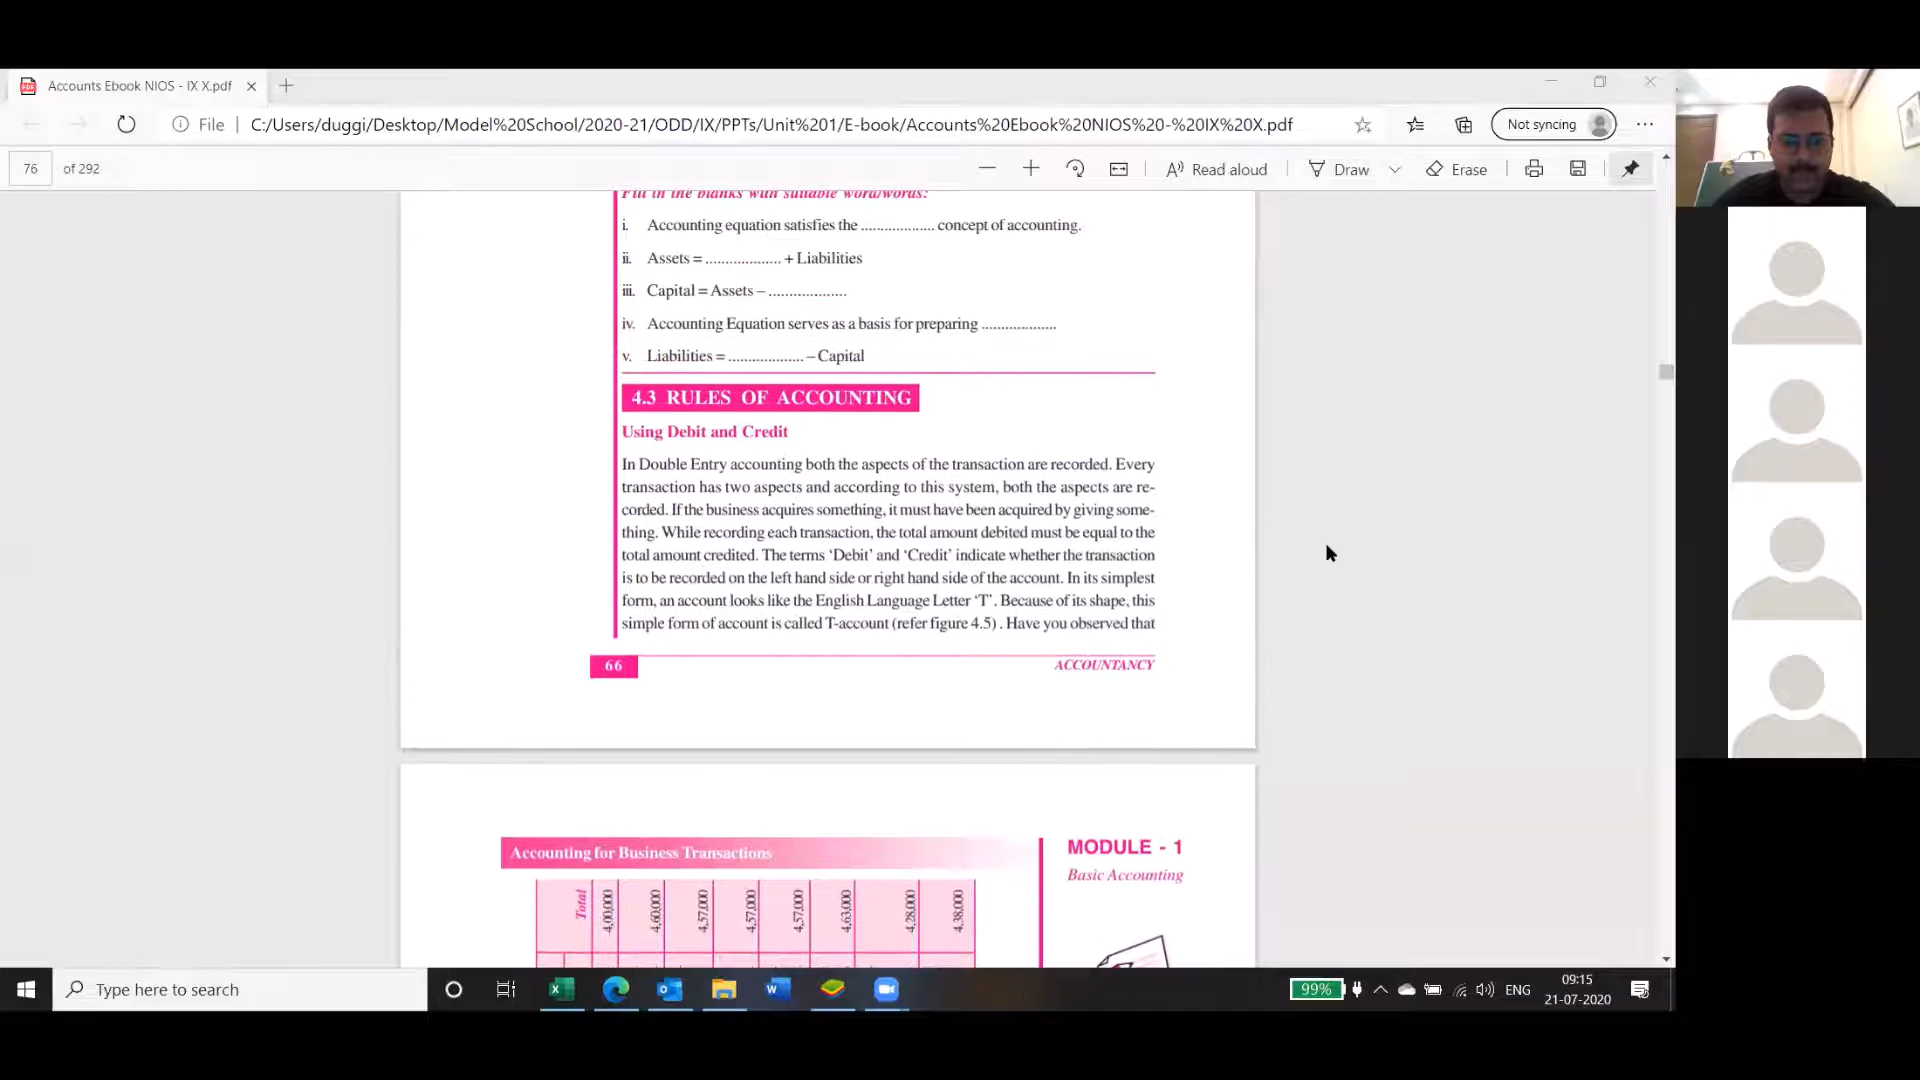 Accounts Ebook NIOS - IX X.pdf
File
C:/Users/duggi/Desktop/Model%20School/2020-21/ODD/IX/PPTs/Unit%201/E-book/Accounts%20Ebook%20NIOS%20-%20IX%20X.pdf
Not syncing
76 of 292
Read aloud
Draw
Erase
Fill in the blanks with suitable word/words:
i. Accounting equation satisfies the .................. concept of accounting.
ii. Assets = .................. + Liabilities
iii. Capital = Assets – ...................
iv. Accounting Equation serves as a basis for preparing ..................
v. Liabilities = .................. – Capital
4.3 RULES OF ACCOUNTING
Using Debit and Credit
In Double Entry accounting both the aspects of the transaction are recorded. Every
transaction has two aspects and according to this system, both the aspects are re-
corded. If the business acquires something, it must have been acquired by giving some-
thing. While recording each transaction, the total amount debited must be equal to the
total amount credited. The terms ‘Debit’ and ‘Credit’ indicate whether the transaction
is to be recorded on the left hand side or right hand side of the account. In its simplest
form, an account looks like the English Language Letter ‘T’. Because of its shape, this
simple form of account is called T-account (refer figure 4.5) . Have you observed that
66
ACCOUNTANCY
Accounting for Business Transactions
MODULE - 1
Basic Accounting
Total
4,00,000
4,60,000
4,57,000
4,57,000
4,57,000
4,63,000
4,28,000
4,38,000
Type here to search
99%
ENG
09:15
21-07-2020